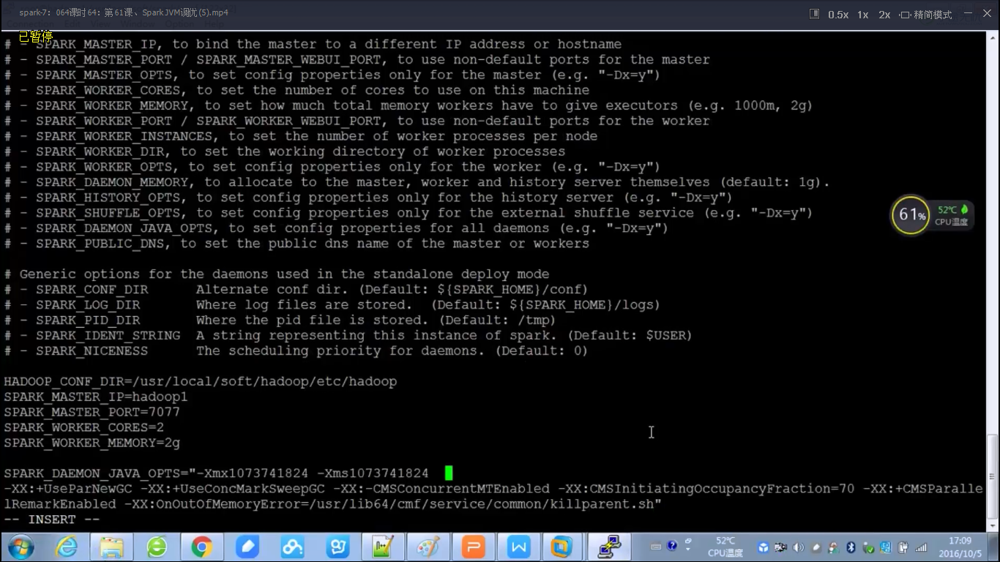 spark-7： 064课时64：第61课、Spark JVM调优(5).mp4
0.5x 1x 2x 精简模式
已暂停
# - SPARK_MASTER_IP, to bind the master to a different IP address or hostname
# - SPARK_MASTER_PORT / SPARK_MASTER_WEBUI_PORT, to use non-default ports for the master
# - SPARK_MASTER_OPTS, to set config properties only for the master (e.g. "-Dx=y")
# - SPARK_WORKER_CORES, to set the number of cores to use on this machine
# - SPARK_WORKER_MEMORY, to set how much total memory workers have to give executors (e.g. 1000m, 2g)
# - SPARK_WORKER_PORT / SPARK_WORKER_WEBUI_PORT, to use non-default ports for the worker
# - SPARK_WORKER_INSTANCES, to set the number of worker processes per node
# - SPARK_WORKER_DIR, to set the working directory of worker processes
# - SPARK_WORKER_OPTS, to set config properties only for the worker (e.g. "-Dx=y")
# - SPARK_DAEMON_MEMORY, to allocate to the master, worker and history server themselves (default: 1g).
# - SPARK_HISTORY_OPTS, to set config properties only for the history server (e.g. "-Dx=y")
# - SPARK_SHUFFLE_OPTS, to set config properties only for the external shuffle service (e.g. "-Dx=y")
# - SPARK_DAEMON_JAVA_OPTS, to set config properties for all daemons (e.g. "-Dx=y")
# - SPARK_PUBLIC_DNS, to set the public dns name of the master or workers
61% 52℃
CPU温度
# Generic options for the daemons used in the standalone deploy mode
# - SPARK_CONF_DIR      Alternate conf dir. (Default: ${SPARK_HOME}/conf)
# - SPARK_LOG_DIR       Where log files are stored.  (Default: ${SPARK_HOME}/logs)
# - SPARK_PID_DIR       Where the pid file is stored. (Default: /tmp)
# - SPARK_IDENT_STRING  A string representing this instance of spark. (Default: $USER)
# - SPARK_NICENESS      The scheduling priority for daemons. (Default: 0)
HADOOP_CONF_DIR=/usr/local/soft/hadoop/etc/hadoop
SPARK_MASTER_IP=hadoop1
SPARK_MASTER_PORT=7077
SPARK_WORKER_CORES=2
SPARK_WORKER_MEMORY=2g
SPARK_DAEMON_JAVA_OPTS="-Xmx1073741824 -Xms1073741824
-XX:+UseParNewGC -XX:+UseConcMarkSweepGC -XX:-CMSConcurrentMTEnabled -XX:CMSInitiatingOccupancyFraction=70 -XX:+CMSParalle
lRemarkEnabled -XX:OnOutOfMemoryError=/usr/lib64/cmf/service/common/killparent.sh"
-- INSERT --
52℃
CPU温度
17:09
2016/10/5